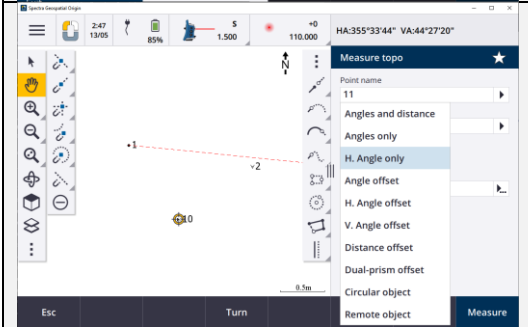 Spectra Geospatial Origin
2:47
13/05
85%
S
1.500
+0
110.000
HA:355°33'44" VA:44°27'20"
Measure topo
Point name
11
Angles and distance
Angles only
H. Angle only
Angle offset
H. Angle offset
V. Angle offset
Distance offset
Dual-prism offset
Circular object
Remote object
N
1
2
10
0.5m
Esc
Turn
Measure